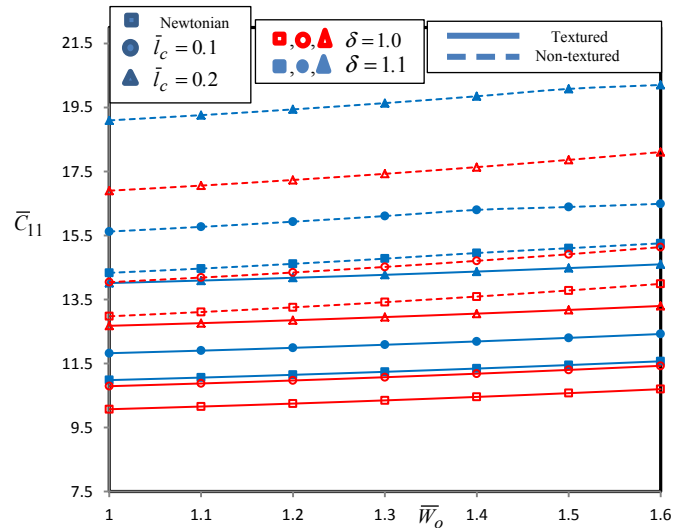 Newtonian
l̄c = 0.1
l̄c = 0.2
, , δ = 1.0
, , δ = 1.1
Textured
Non-textured
21.5
19.5
17.5
15.5
13.5
11.5
9.5
7.5
C̄11
1 1.1 1.2 1.3 1.4 1.5 1.6
W̄o